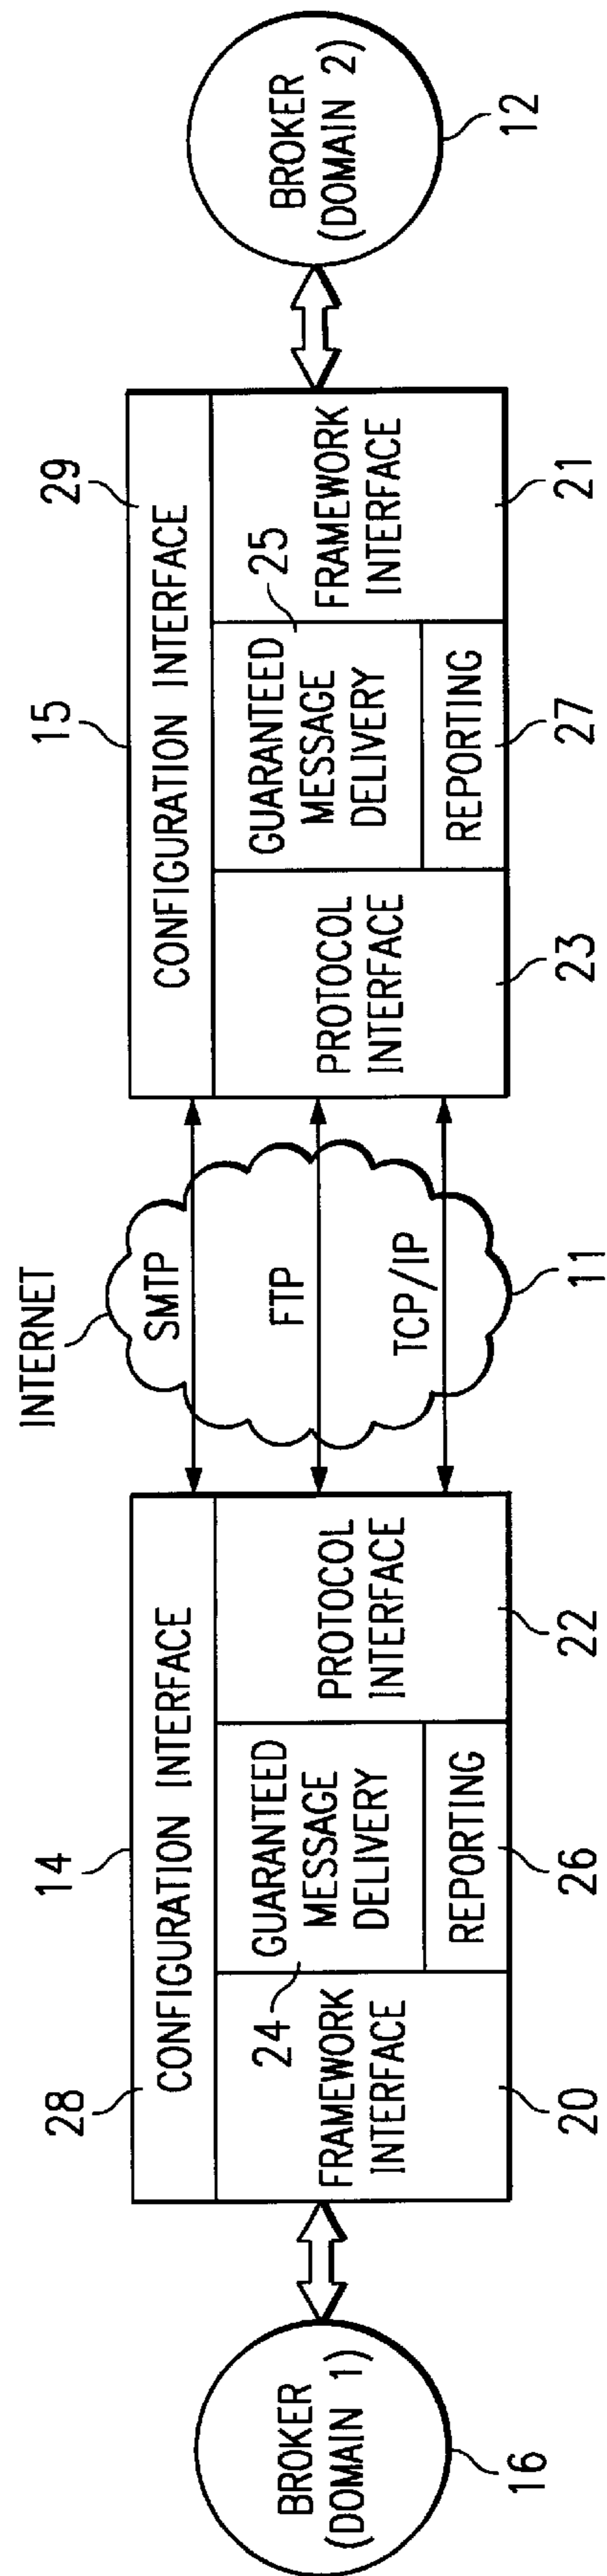 BROKER
(DOMAIN 1)
16
14
28
CONFIGURATION INTERFACE
FRAMEWORK
INTERFACE
20
24
GUARANTEED
MESSAGE
DELIVERY
REPORTING
26
PROTOCOL
INTERFACE
22
INTERNET
SMTP
FTP
TCP/IP
11
15
29
CONFIGURATION INTERFACE
PROTOCOL
INTERFACE
23
GUARANTEED
MESSAGE
DELIVERY
25
REPORTING
27
FRAMEWORK
INTERFACE
21
BROKER
(DOMAIN 2)
12